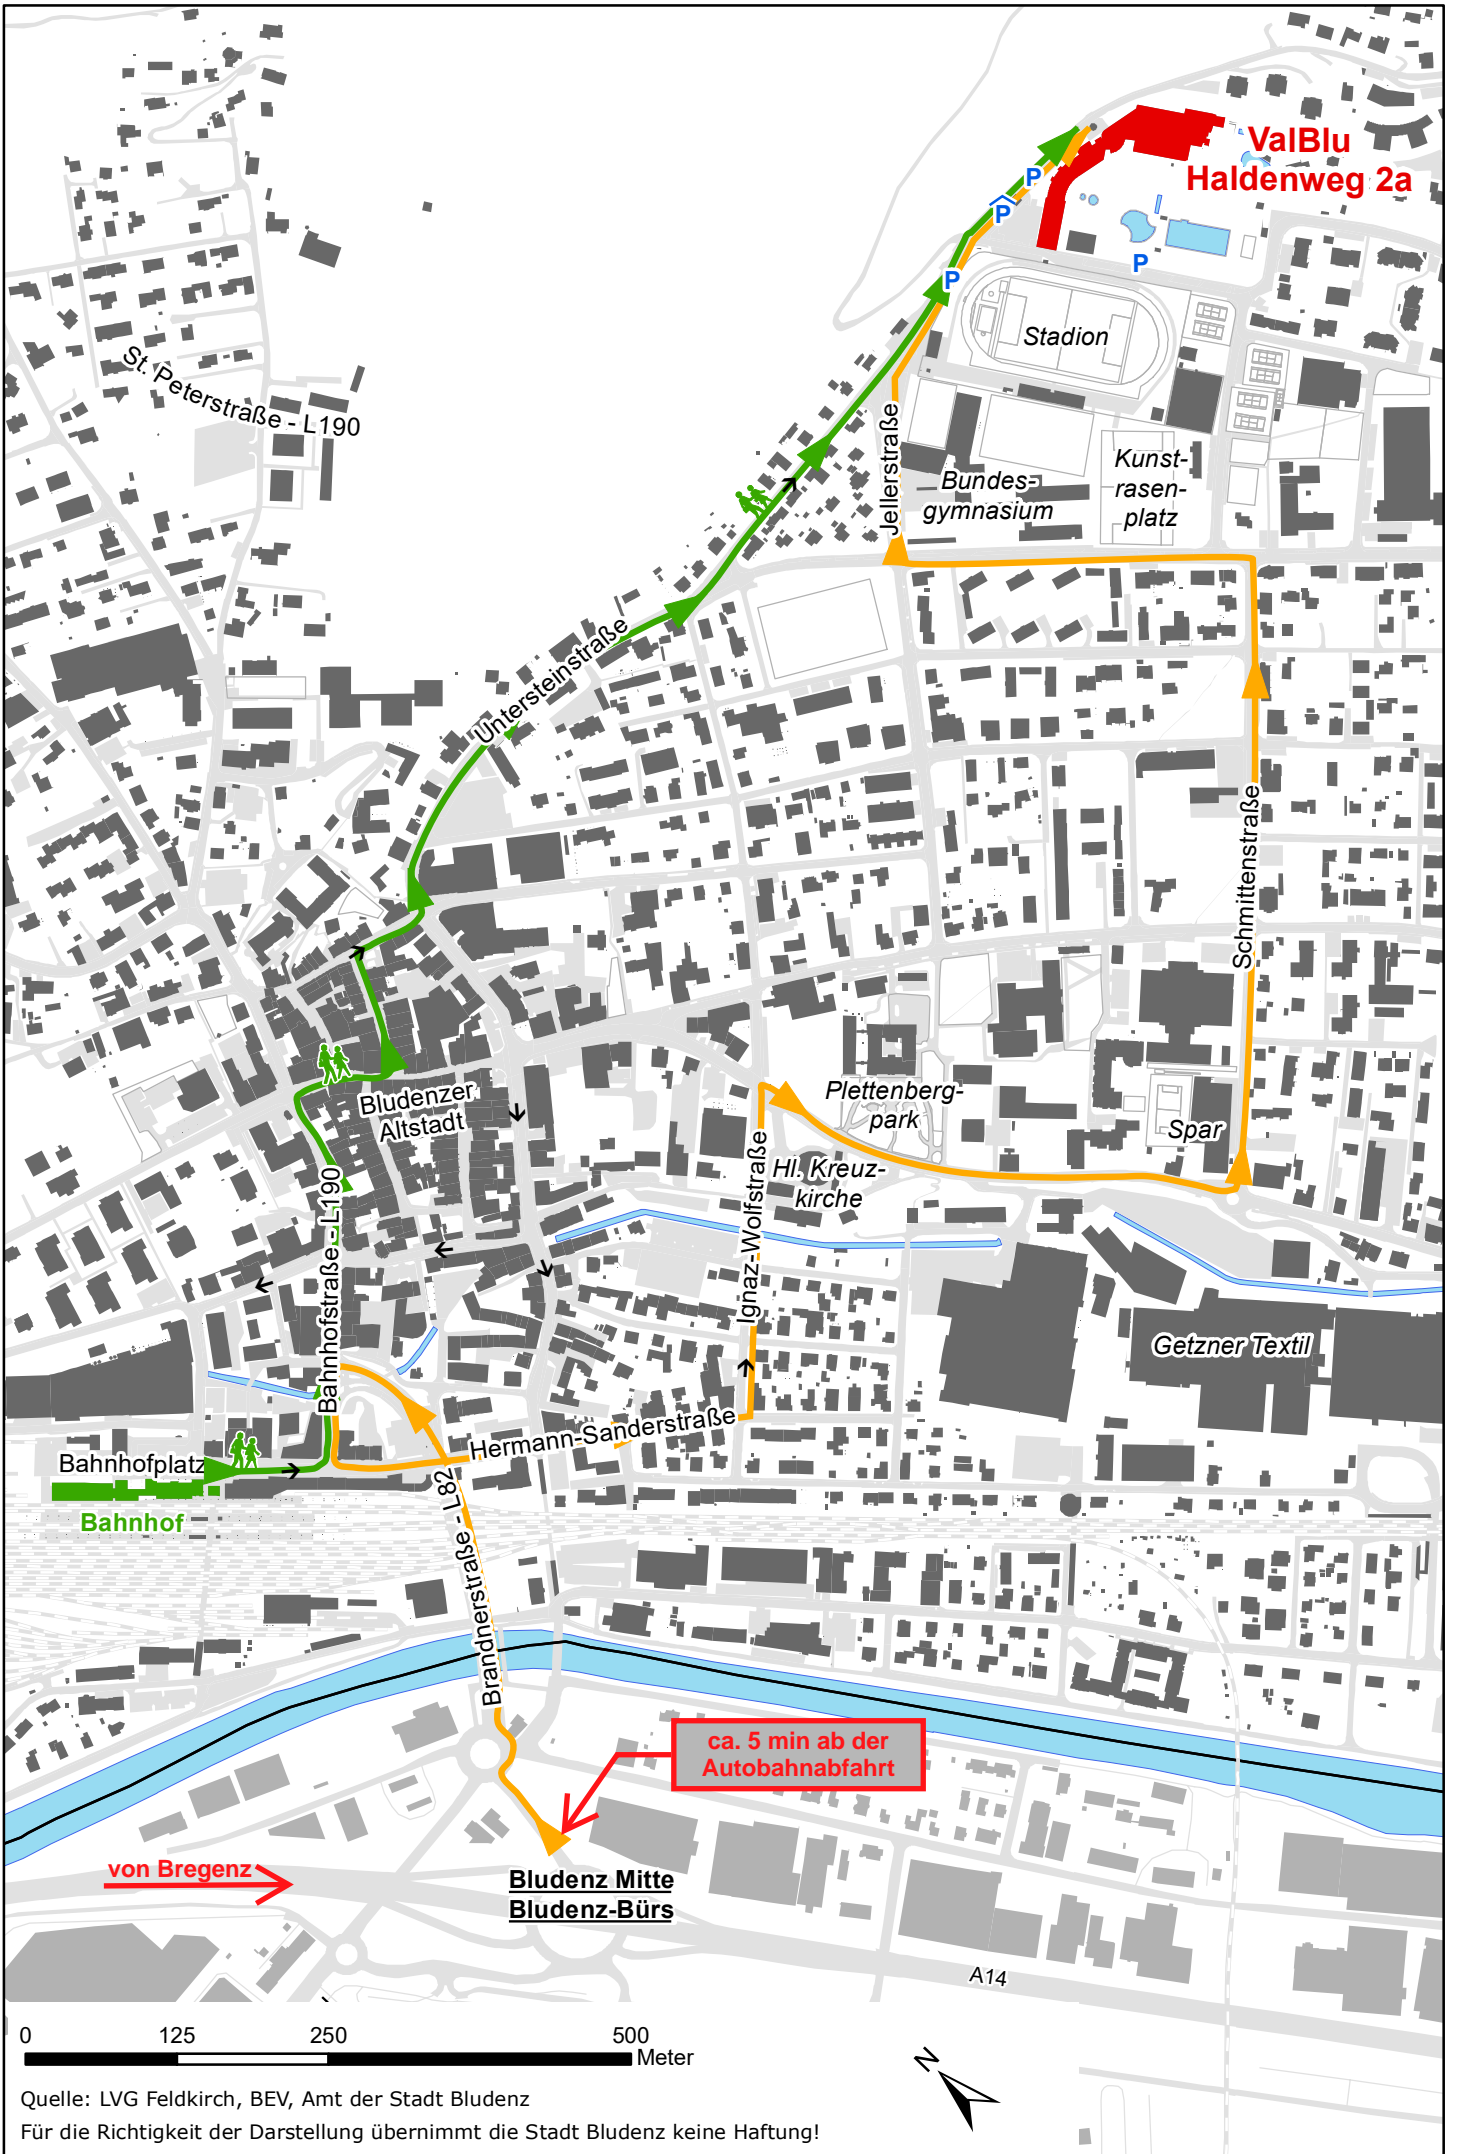 ValBlu
Haldenweg 2a
P
P
P
P
Stadion
St. Peterstraße - L190
Jellerstraße
Kunst-
rasen-
platz
Bundes-
gymnasium
Untersteinstraße
Schmittenstraße
Bludenzer
Altstadt
Plettenberg-
park
Spar
Hl. Kreuz-
kirche
Ignaz-Wolfstraße
Bahnhofstraße - L190
Getzner Textil
Hermann-Sanderstraße
Bahnhofplatz
Bahnhof
Brandnerstraße - L82
ca. 5 min ab der
Autobahnabfahrt
von Bregenz
Bludenz Mitte
Bludenz-Bürs
A14
0 125 250 500
Meter
N
Quelle: LVG Feldkirch, BEV, Amt der Stadt Bludenz
Für die Richtigkeit der Darstellung übernimmt die Stadt Bludenz keine Haftung!